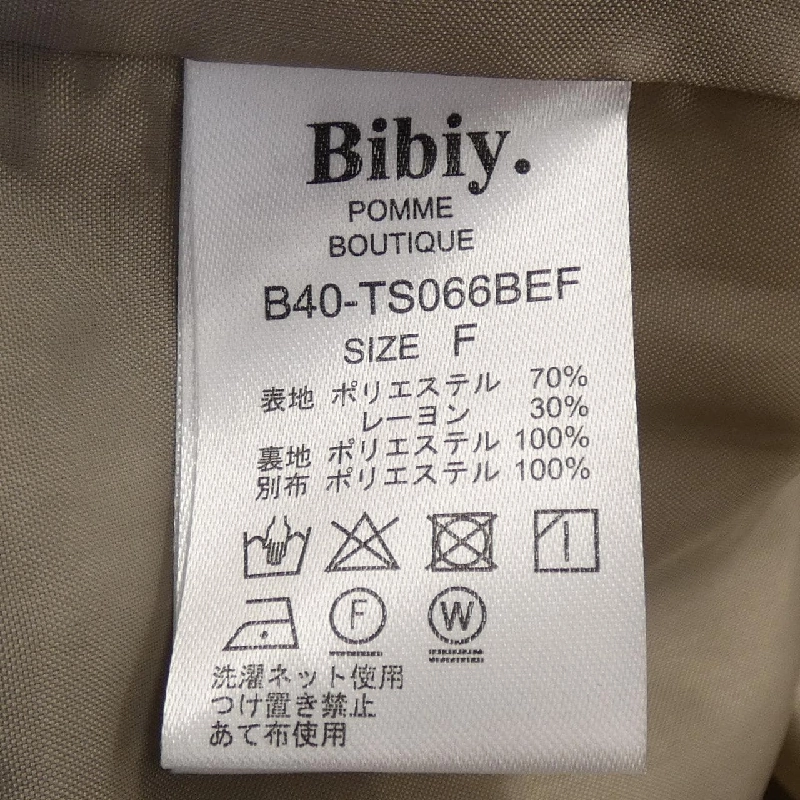 Bibiy.
POMME
BOUTIQUE
B40-TS066BEF
SIZE F
表地 ポリエステル 70%
レーヨン 30%
裏地 ポリエステル 100%
別布 ポリエステル 100%
F W
洗濯ネット使用
つけ置き禁止
あて布使用